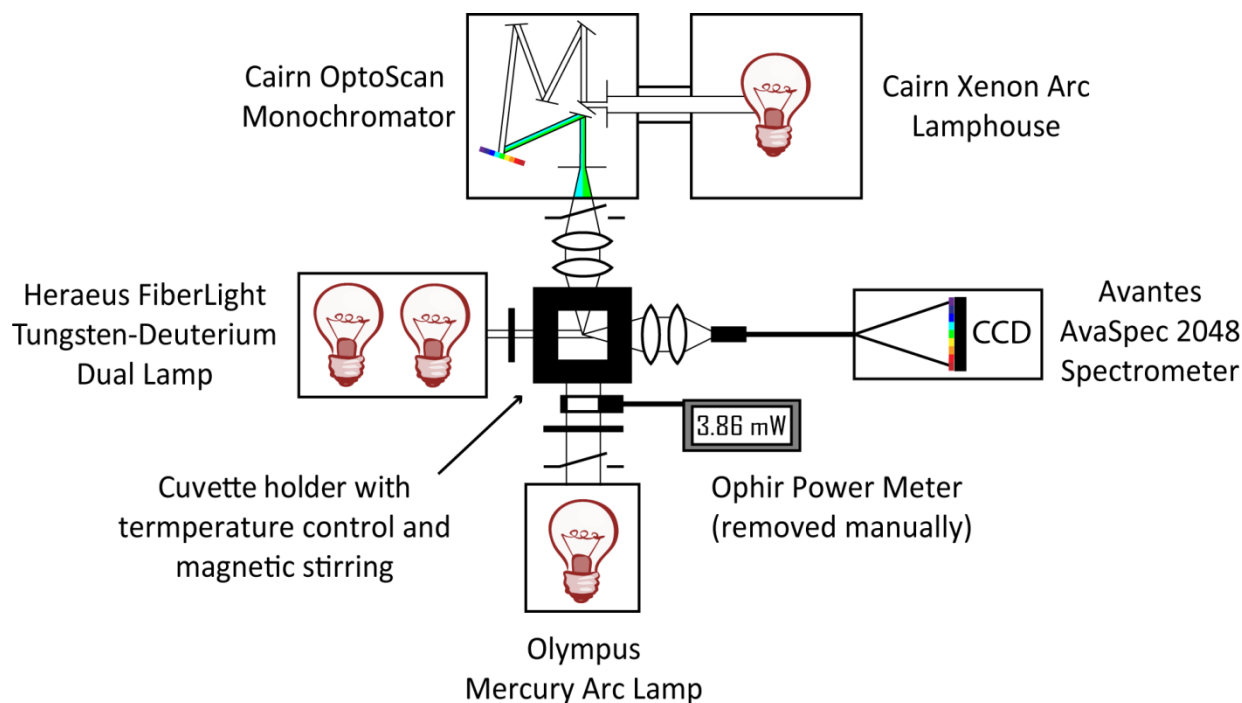 Cairn OptoScan
Monochromator
Cairn Xenon Arc
Lamphouse
Heraeus FiberLight
Tungsten-Deuterium
Dual Lamp
CCD
Avantes
AvaSpec 2048
Spectrometer
3.86 mW
Cuvette holder with
termperature control and
magnetic stirring
Ophir Power Meter
(removed manually)
Olympus
Mercury Arc Lamp